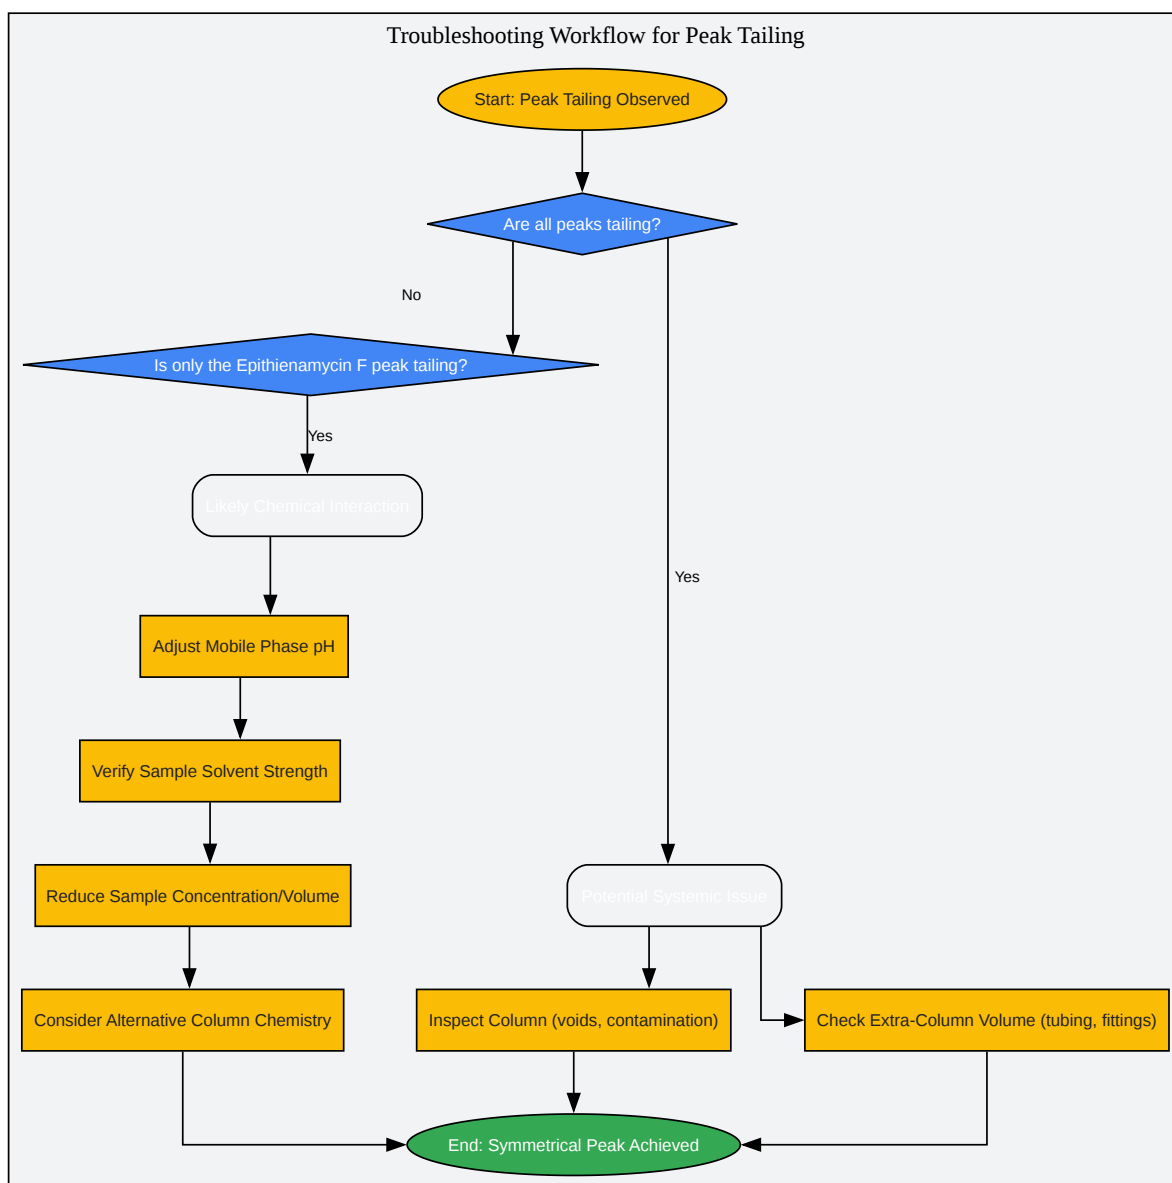 Troubleshooting Workflow for Peak Tailing
Start: Peak Tailing Observed
Are all peaks tailing?
No
Is only the Epithienamycin F peak tailing?
Yes
Likely Chemical Interaction
Adjust Mobile Phase pH
Yes
Verify Sample Solvent Strength
Reduce Sample Concentration/Volume
Potential Systemic Issue
Consider Alternative Column Chemistry
Inspect Column (voids, contamination)
Check Extra-Column Volume (tubing, fittings)
End: Symmetrical Peak Achieved